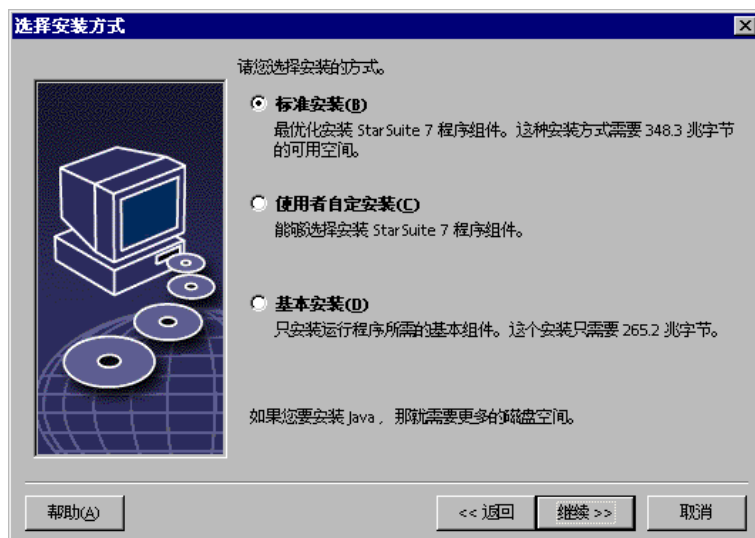 选择安装方式
请您选择安装的方式。
标准安装(B)
最优化安装 StarSuite 7 程序组件。这种安装方式需要 348.3 兆字节
的可用空间。
使用者自定安装(C)
能够选择安装 StarSuite 7 程序组件。
基本安装(D)
只安装运行程序所需的基本组件。这个安装只需要 265.2 兆字节。
如果您要安装 Java ，那就需要更多的磁盘空间。
帮助(A)
<< 返回
继续 >>
取消